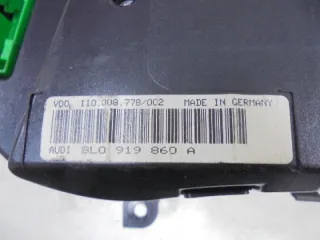 VDO 110.008.778/002 MADE IN GERMANY
AUDI 8L0 919 860 A